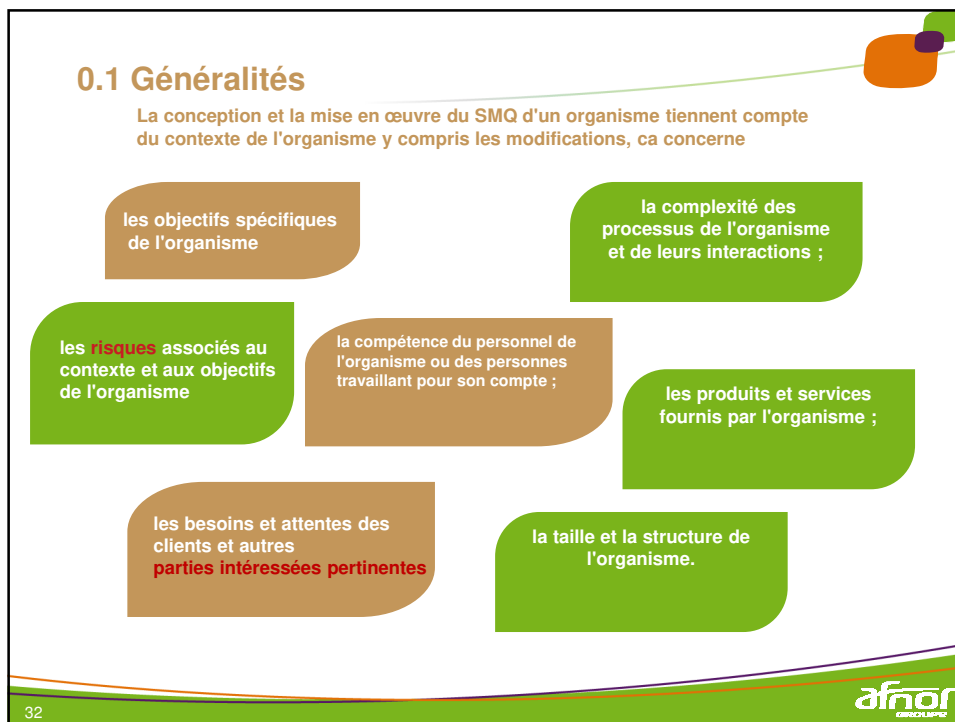 0.1 Généralités
La conception et la mise en œuvre du SMQ d'un organisme tiennent compte
du contexte de l'organisme y compris les modifications, ca concerne
les objectifs spécifiques
de l'organisme
la complexité des
processus de l'organisme
et de leurs interactions ;
les risques associés au
contexte et aux objectifs
de l'organisme
la compétence du personnel de
l'organisme ou des personnes
travaillant pour son compte ;
les produits et services
fournis par l'organisme ;
les besoins et attentes des
clients et autres
parties intéressées pertinentes
la taille et la structure de
l'organisme.
32
afnor
GROUPE